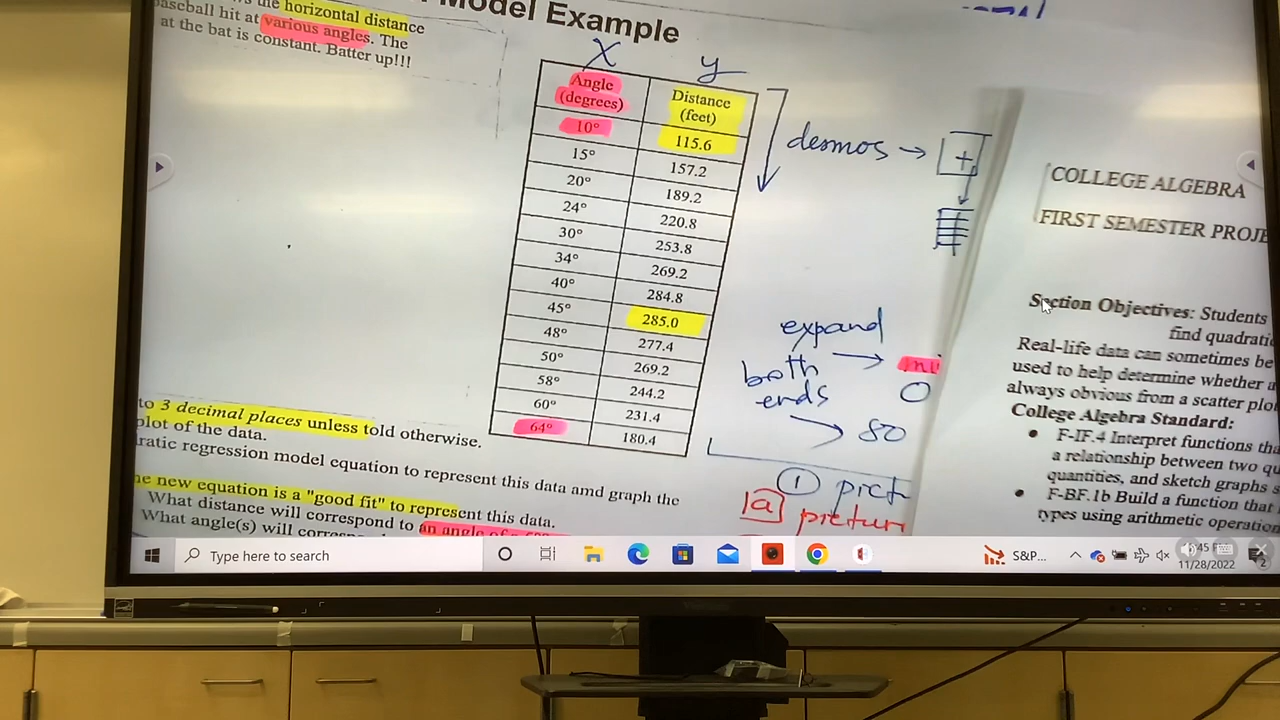 Model Example
the horizontal distance
baseball hit at various angles. The
at the bat is constant. Batter up!!!
x y
Angle (degrees) Distance (feet)
10° 115.6
15° 157.2
20° 189.2
24° 220.8
30° 253.8
34° 269.2
40° 284.8
45° 285.0
48° 277.4
50° 269.2
58° 244.2
60° 231.4
64° 180.4
desmos → +
expand
both
ends
0
80
1 pict
1a pictur
to 3 decimal places unless told otherwise.
plot of the data.
ratic regression model equation to represent this data amd graph the
he new equation is a "good fit" to represent this data.
What distance will correspond to an angle of
What angle(s) will
COLLEGE ALGEBRA
FIRST SEMESTER PROJE
Section Objectives: Students
find quadratic
Real-life data can sometimes be
used to help determine whether a
always obvious from a scatter plot
College Algebra Standard:
• F-IF.4 Interpret functions tha
a relationship between two qu
quantities, and sketch graphs s
• F-BF.1b Build a function that
types using arithmetic operation
Type here to search
S&P...
45 P
11/28/2022
2